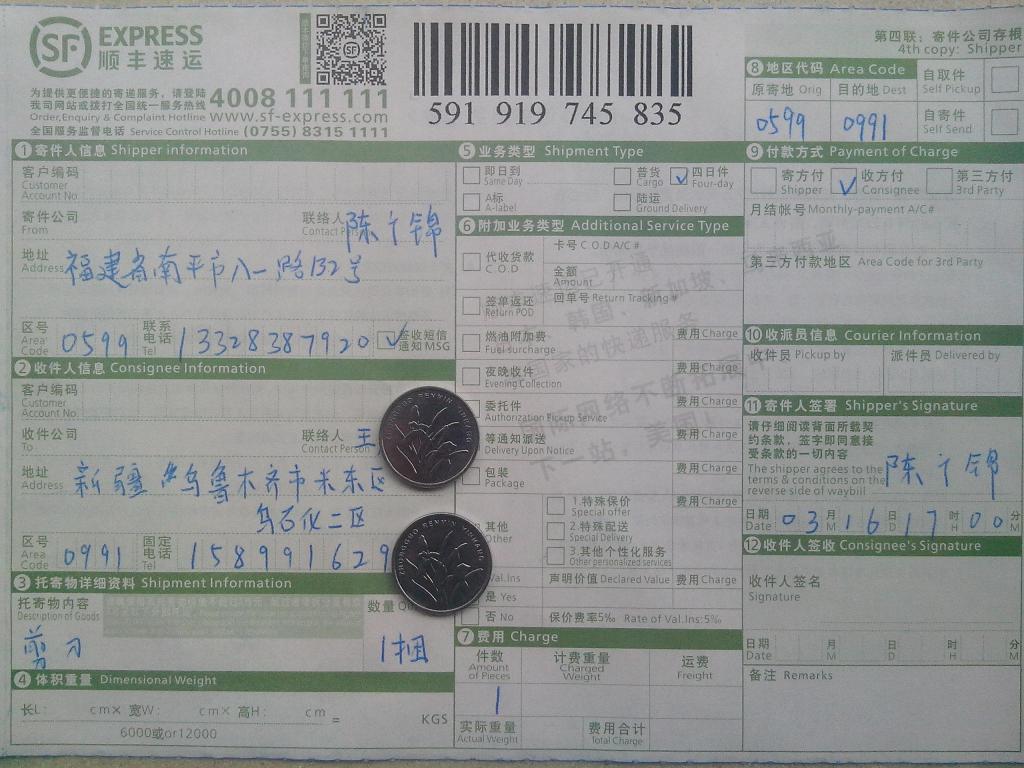 SF EXPRESS
顺丰速运
为提供更便捷的寄递服务，请登陆
我司网站或拨打全国统一服务热线 4008 111 111
Order,Enquiry & Complaint Hotline www.sf-express.com
全国服务监督电话 Service Control Hotline (0755) 8315 1111
591 919 745 835
第四联：寄件公司存根
4th copy: Shipper
① 寄件人信息 Shipper information
客户编码
Customer
Account No.
寄件公司
From
联络人
Contact Person
陈 锦
地址
Address
福建省南平市八一路132号
区号
Area
Code
0599
联系
电话
Tel
13328387920
签收短信
通知MSG
② 收件人信息 Consignee Information
客户编码
Customer
Account No
收件公司
To
联络人
Contact Person
王
地址
Address
新疆乌鲁木齐市米东区
乌石化二区
区号
Area
Code
0991
固定
电话
Tel
158991629
③ 托寄物详细资料 Shipment Information
托寄物内容
Description of Goods
数量
剪刀
1捆
④ 体积重量 Dimensional Weight
长L: cm× 宽W: cm× 高H: cm =
6000或or12000
KGS
⑤ 业务类型 Shipment Type
即日到
Same Day
普货
Cargo
四日件
Four-day
A标
A-label
陆运
Ground Delivery
⑥ 附加业务类型 Additional Service Type
代收货款
C.O.D
卡号 C O D A/C #
金额
Amount
签单返还
Return POD
回单号 Return Tracking #
燃油附加费
Fuel surcharge
费用 Charge
夜晚收件
Evening Collection
费用 Charge
委托件
Authorization Pickup Service
费用 Charge
等通知派送
Delivery Upon Notice
费用 Charge
包装
Package
费用 Charge
其他
Other
1.特殊保价
Special offer
费用 Charge
2.特殊配送
Special Delivery
3.其他个性化服务
Other personalized services
Val.Ins
声明价值 Declared Value
费用 Charge
是 Yes
否 No
保价费率5‰ Rate of Val.Ins:5‰
⑦ 费用 Charge
件数
Amount
of Pieces
计费重量
Charged
Weight
运费
Freight
1
实际重量
Actual Weight
费用合计
Total Charge
⑧ 地区代码 Area Code
原寄地 Orig
目的地 Dest
0599
0991
自取件
Self Pickup
自寄件
Self Send
⑨ 付款方式 Payment of Charge
寄方付
Shipper
收方付
Consignee
第三方付
3rd Party
月结帐号 Monthly-payment A/C#
第三方付款地区 Area Code for 3rd Party
⑩ 收派员信息 Courier Information
收件员 Pickup by
派件员 Delivered by
⑪ 寄件人签署 Shipper's Signature
请仔细阅读背面所载契
约条款，签字即同意接
受条款的一切内容
The shipper agrees to the
terms & conditions on the
reverse side of waybill
陈 锦
日期
Date
03 月 M 16 日 D 17 时 H 00 分 M
⑫ 收件人签收 Consignee's Signature
收件人签名
Signature
日期
Date
月 M 日 D 时 H 分 M
备注 Remarks